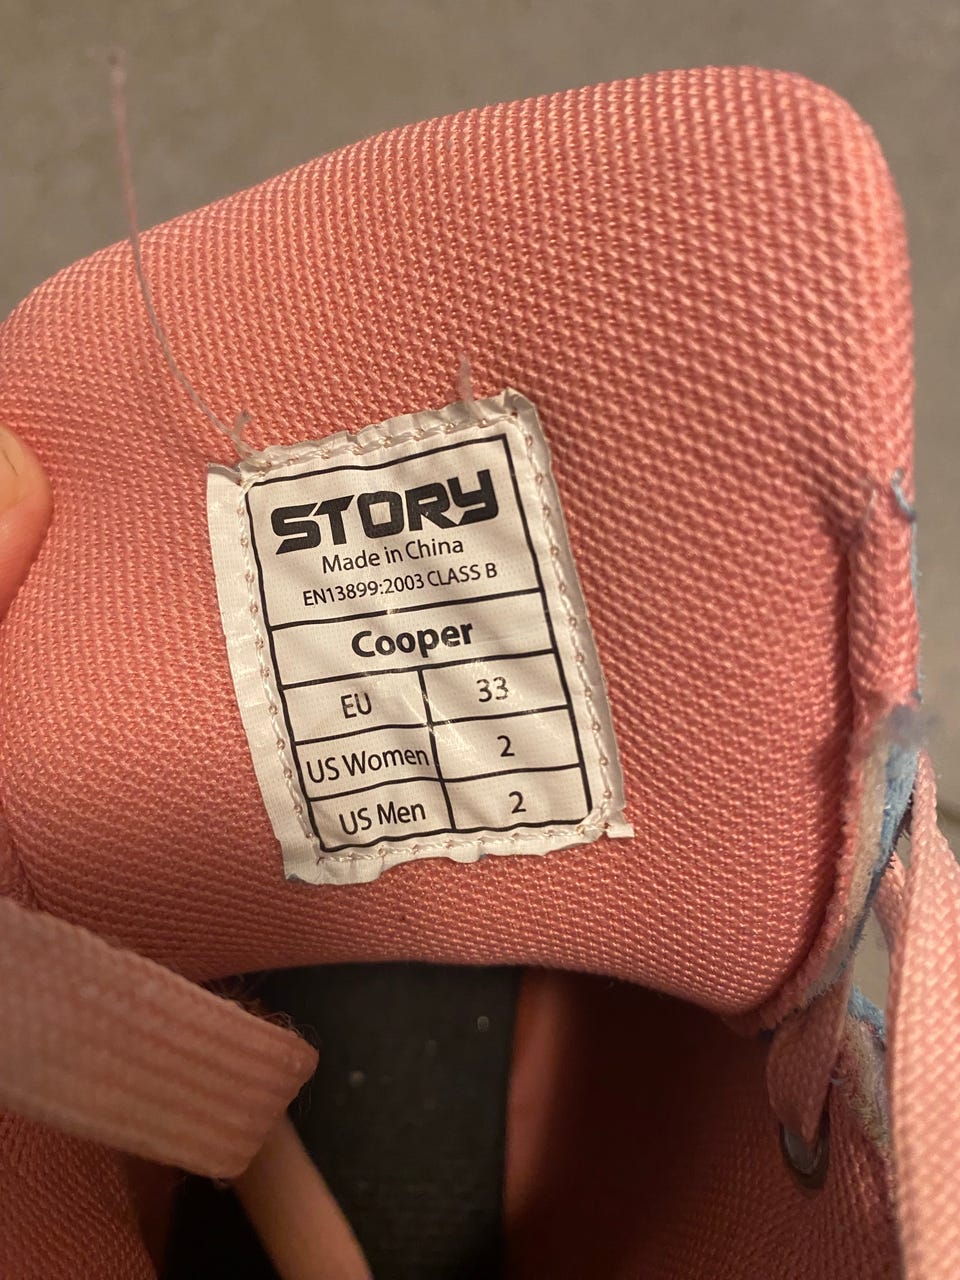 STORY
Made in China
EN13899:2003 CLASS B
Cooper
EU 33
US Women 2
US Men 2